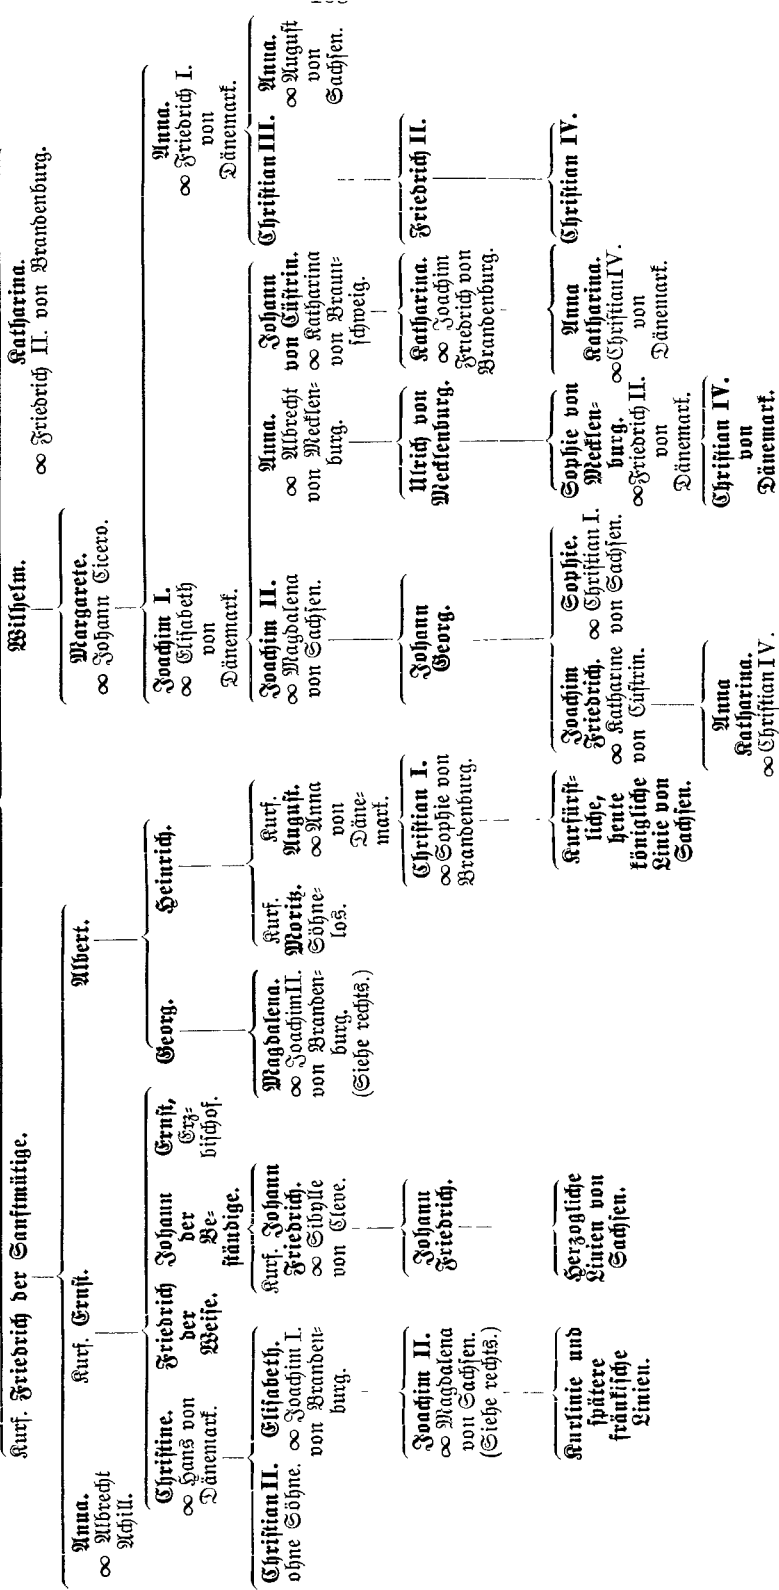 Kurf. Friedrich der Sanftmütige.
Wilhelm.
Katharina.
∞ Friedrich II. von Brandenburg.
Anna.
∞ Albrecht
Achill.
Kurf. Ernst.
Albert.
Margarete.
∞ Johann Cicero.
Christine.
∞ Hans von
Dänemark.
Friedrich
der
Weise.
Johann
der
Be=
ständige.
Ernst,
Erz=
bischof.
Georg.
Heinrich.
Joachim I.
∞ Elisabeth
von
Dänemark.
Anna.
∞ Friedrich I.
von
Dänemark.
Christian II.
ohne Söhne.
Elisabeth.
∞ Joachim I.
von Branden=
burg.
Kurf. Johann
Friedrich.
∞ Sibylle
von Cleve.
Magdalena.
∞ Joachim II.
von Branden=
burg.
(Siehe rechts.)
Kurf.
Moritz.
Söhne=
los.
Kurf.
August.
∞ Anna
von
Däne=
mark.
Joachim II.
∞ Magdalena
von Sachsen.
Anna.
∞ Albrecht
von Mecklen=
burg.
Johann
von Cüstrin.
∞ Katharina
von Braun=
schweig.
Christian III.
Anna.
∞ August
von
Sachsen.
Joachim II.
∞ Magdalena
von Sachsen.
(Siehe rechts.)
Johann
Friedrich.
Christian I.
∞ Sophie von
Brandenburg.
Johann
Georg.
Ulrich von
Mecklenburg.
Katharina.
∞ Joachim
Friedrich von
Brandenburg.
Friedrich II.
Kurlinie und
spätere
fränkische
Linien.
Herzogliche
Linien von
Sachsen.
Kurfürst=
liche,
heute
königliche
Linie von
Sachsen.
Joachim
Friedrich.
∞ Katharine
von Cüstrin.
Sophie.
∞ Christian I.
von Sachsen.
Sophie von
Mecklen=
burg.
∞ Friedrich II.
von
Dänemark.
Anna
Katharina.
∞ Christian IV.
von
Dänemark.
Christian IV.
Anna
Katharina.
∞ Christian IV.
Christian IV.
von
Dänemark.